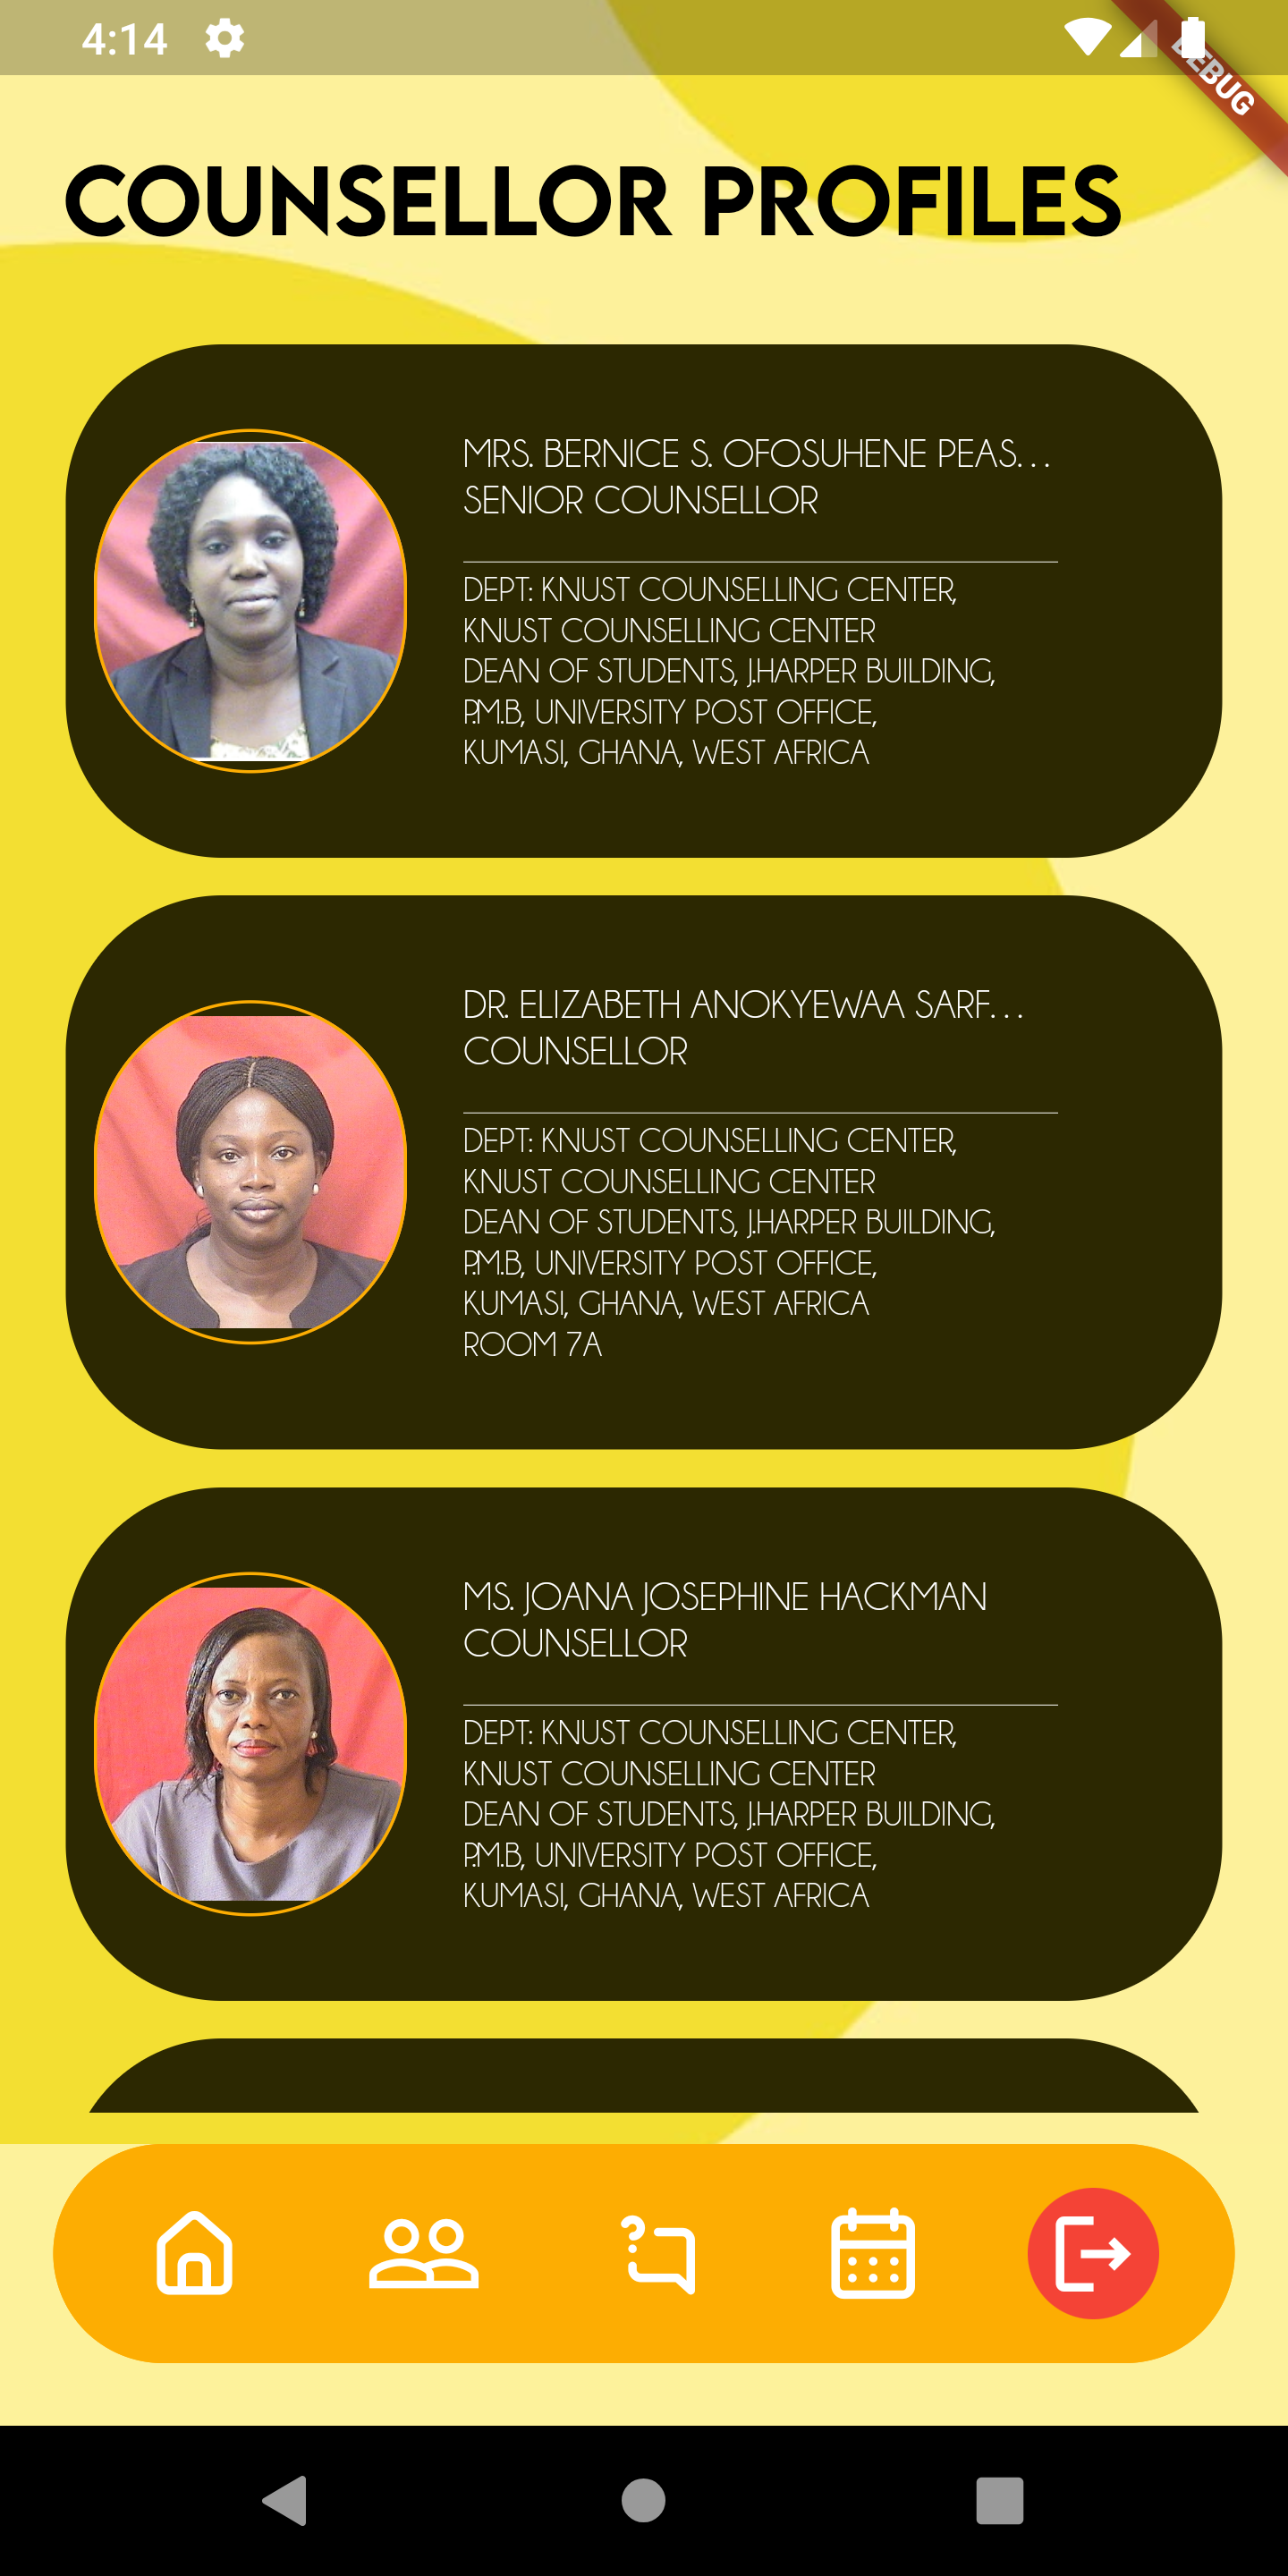 4:14
DEBUG
COUNSELLOR PROFILES
MRS. BERNICE S. OFOSUHENE PEAS...
SENIOR COUNSELLOR
DEPT: KNUST COUNSELLING CENTER,
KNUST COUNSELLING CENTER
DEAN OF STUDENTS, J.HARPER BUILDING,
P.M.B, UNIVERSITY POST OFFICE,
KUMASI, GHANA, WEST AFRICA
DR. ELIZABETH ANOKYEWAA SARF...
COUNSELLOR
DEPT: KNUST COUNSELLING CENTER,
KNUST COUNSELLING CENTER
DEAN OF STUDENTS, J.HARPER BUILDING,
P.M.B, UNIVERSITY POST OFFICE,
KUMASI, GHANA, WEST AFRICA
ROOM 7A
MS. JOANA JOSEPHINE HACKMAN
COUNSELLOR
DEPT: KNUST COUNSELLING CENTER,
KNUST COUNSELLING CENTER
DEAN OF STUDENTS, J.HARPER BUILDING,
P.M.B, UNIVERSITY POST OFFICE,
KUMASI, GHANA, WEST AFRICA